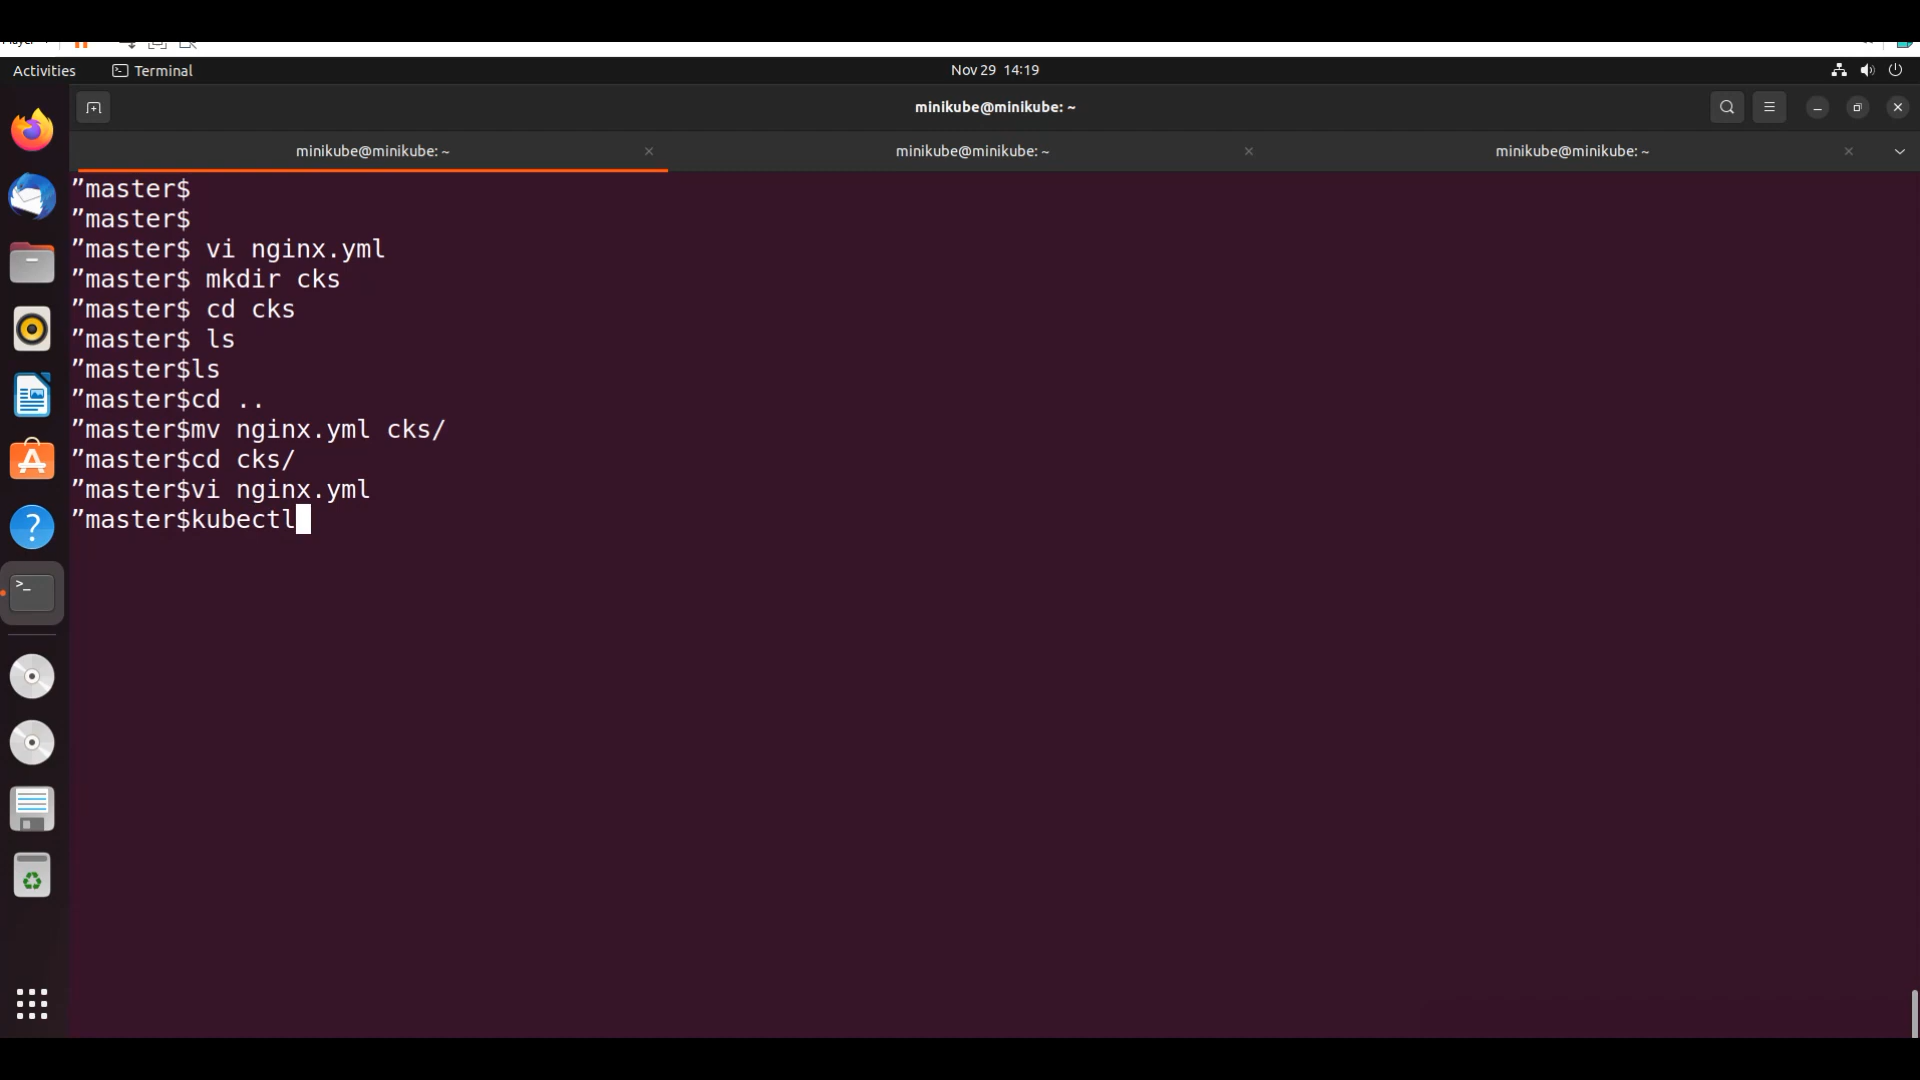 Activities
Terminal
Nov 29 14:19
minikube@minikube: ~
minikube@minikube: ~
minikube@minikube: ~
minikube@minikube: ~
”master$
”master$
”master$ vi nginx.yml
”master$ mkdir cks
”master$ cd cks
”master$ ls
”master$ls
”master$cd ..
”master$mv nginx.yml cks/
”master$cd cks/
”master$vi nginx.yml
”master$kubectl